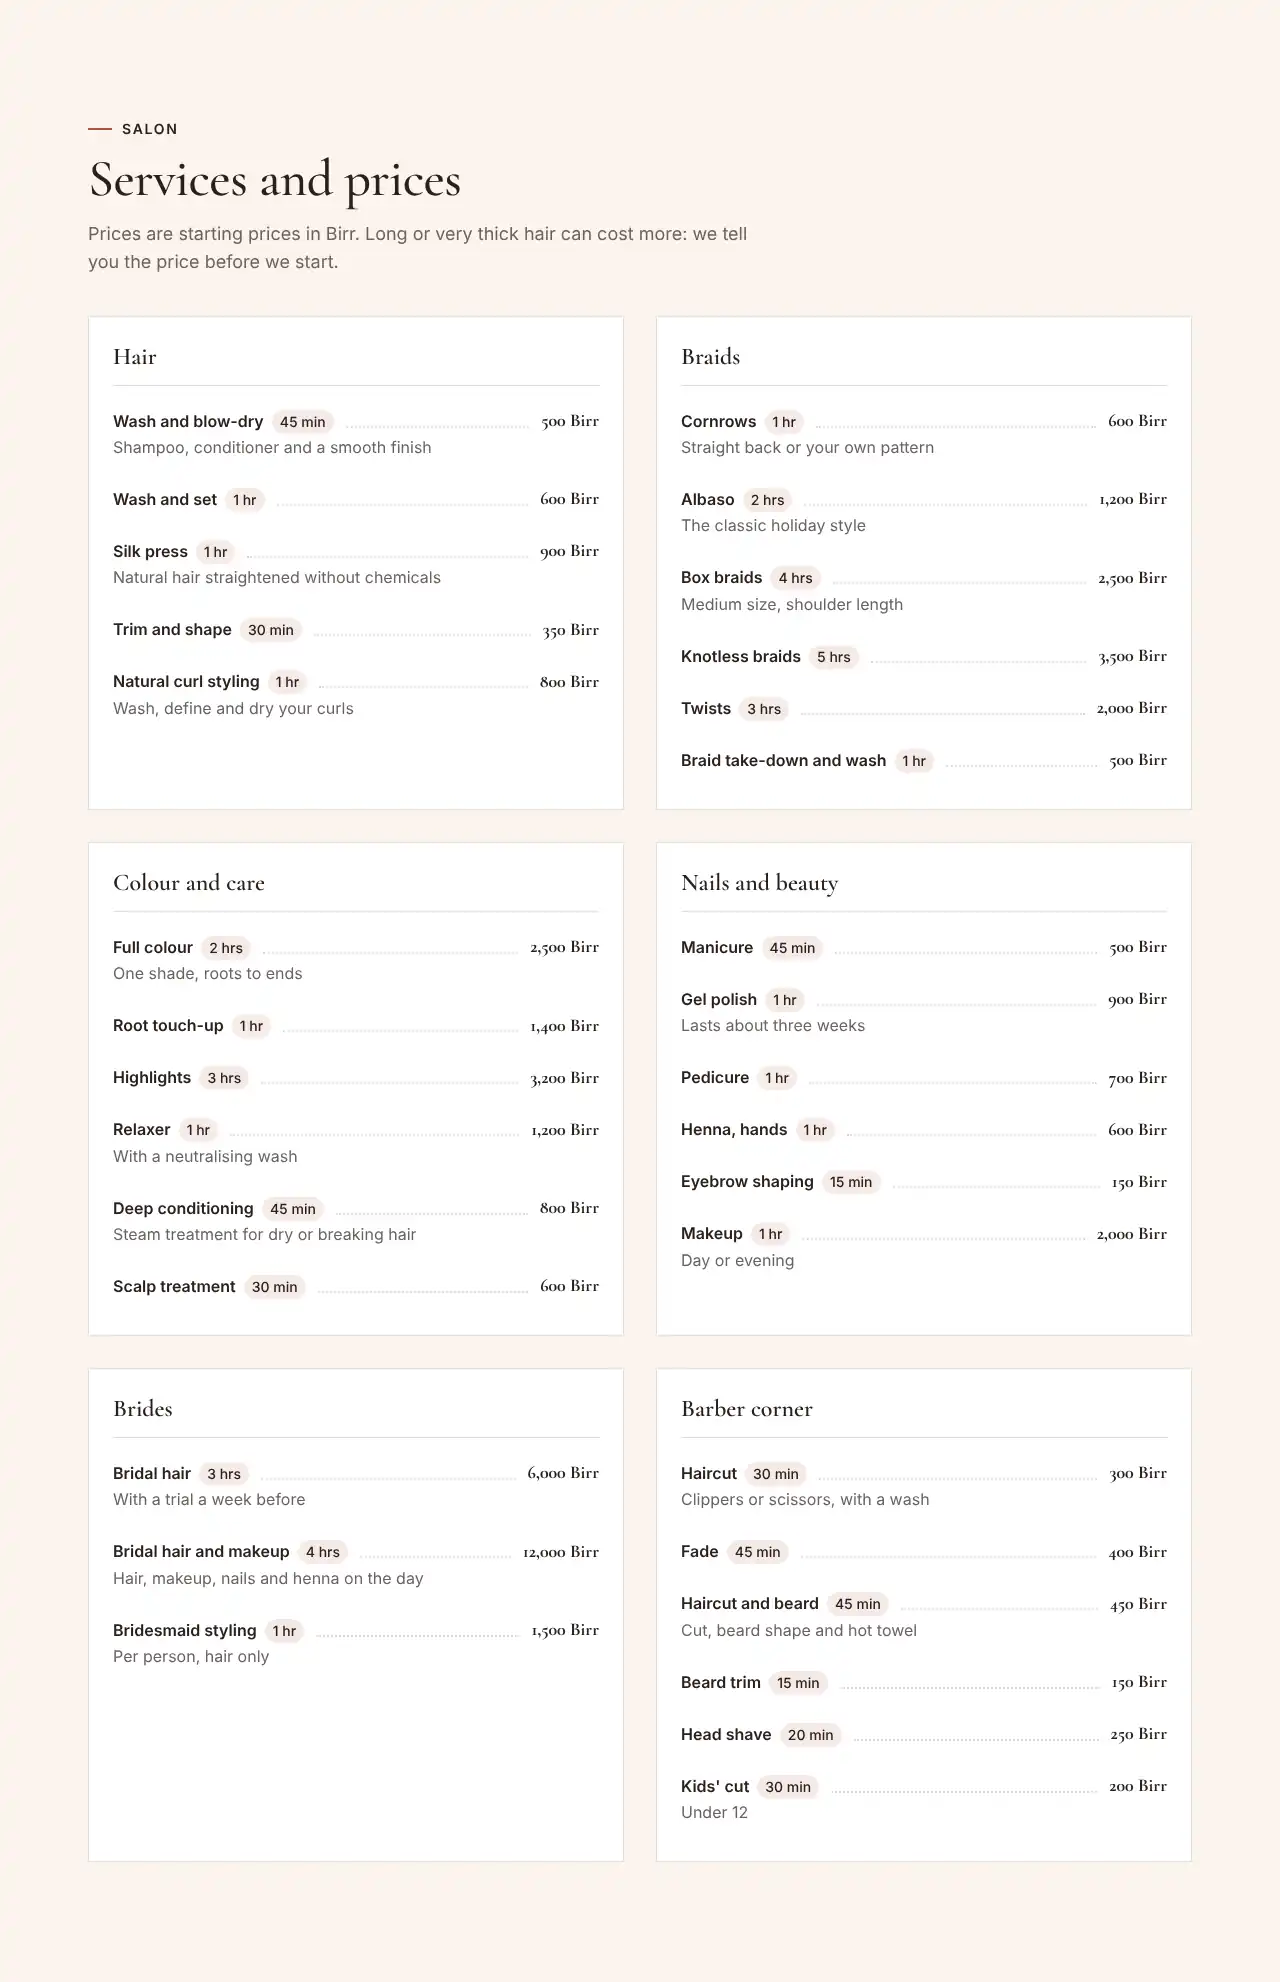 SALON
Services and prices
Prices are starting prices in Birr. Long or very thick hair can cost more: we tell
you the price before we start.
Hair
Wash and blow-dry 45 min 500 Birr
Shampoo, conditioner and a smooth finish
Wash and set 1 hr 600 Birr
Silk press 1 hr 900 Birr
Natural hair straightened without chemicals
Trim and shape 30 min 350 Birr
Natural curl styling 1 hr 800 Birr
Wash, define and dry your curls
Braids
Cornrows 1 hr 600 Birr
Straight back or your own pattern
Albaso 2 hrs 1,200 Birr
The classic holiday style
Box braids 4 hrs 2,500 Birr
Medium size, shoulder length
Knotless braids 5 hrs 3,500 Birr
Twists 3 hrs 2,000 Birr
Braid take-down and wash 1 hr 500 Birr
Colour and care
Full colour 2 hrs 2,500 Birr
One shade, roots to ends
Root touch-up 1 hr 1,400 Birr
Highlights 3 hrs 3,200 Birr
Relaxer 1 hr 1,200 Birr
With a neutralising wash
Deep conditioning 45 min 800 Birr
Steam treatment for dry or breaking hair
Scalp treatment 30 min 600 Birr
Nails and beauty
Manicure 45 min 500 Birr
Gel polish 1 hr 900 Birr
Lasts about three weeks
Pedicure 1 hr 700 Birr
Henna, hands 1 hr 600 Birr
Eyebrow shaping 15 min 150 Birr
Makeup 1 hr 2,000 Birr
Day or evening
Brides
Bridal hair 3 hrs 6,000 Birr
With a trial a week before
Bridal hair and makeup 4 hrs 12,000 Birr
Hair, makeup, nails and henna on the day
Bridesmaid styling 1 hr 1,500 Birr
Per person, hair only
Barber corner
Haircut 30 min 300 Birr
Clippers or scissors, with a wash
Fade 45 min 400 Birr
Haircut and beard 45 min 450 Birr
Cut, beard shape and hot towel
Beard trim 15 min 150 Birr
Head shave 20 min 250 Birr
Kids' cut 30 min 200 Birr
Under 12